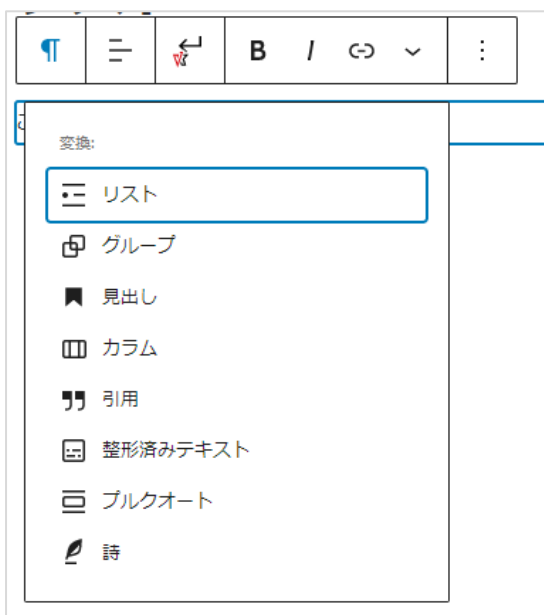 B I
変換:
リスト
グループ
見出し
カラム
引用
整形済みテキスト
プルクオート
詩